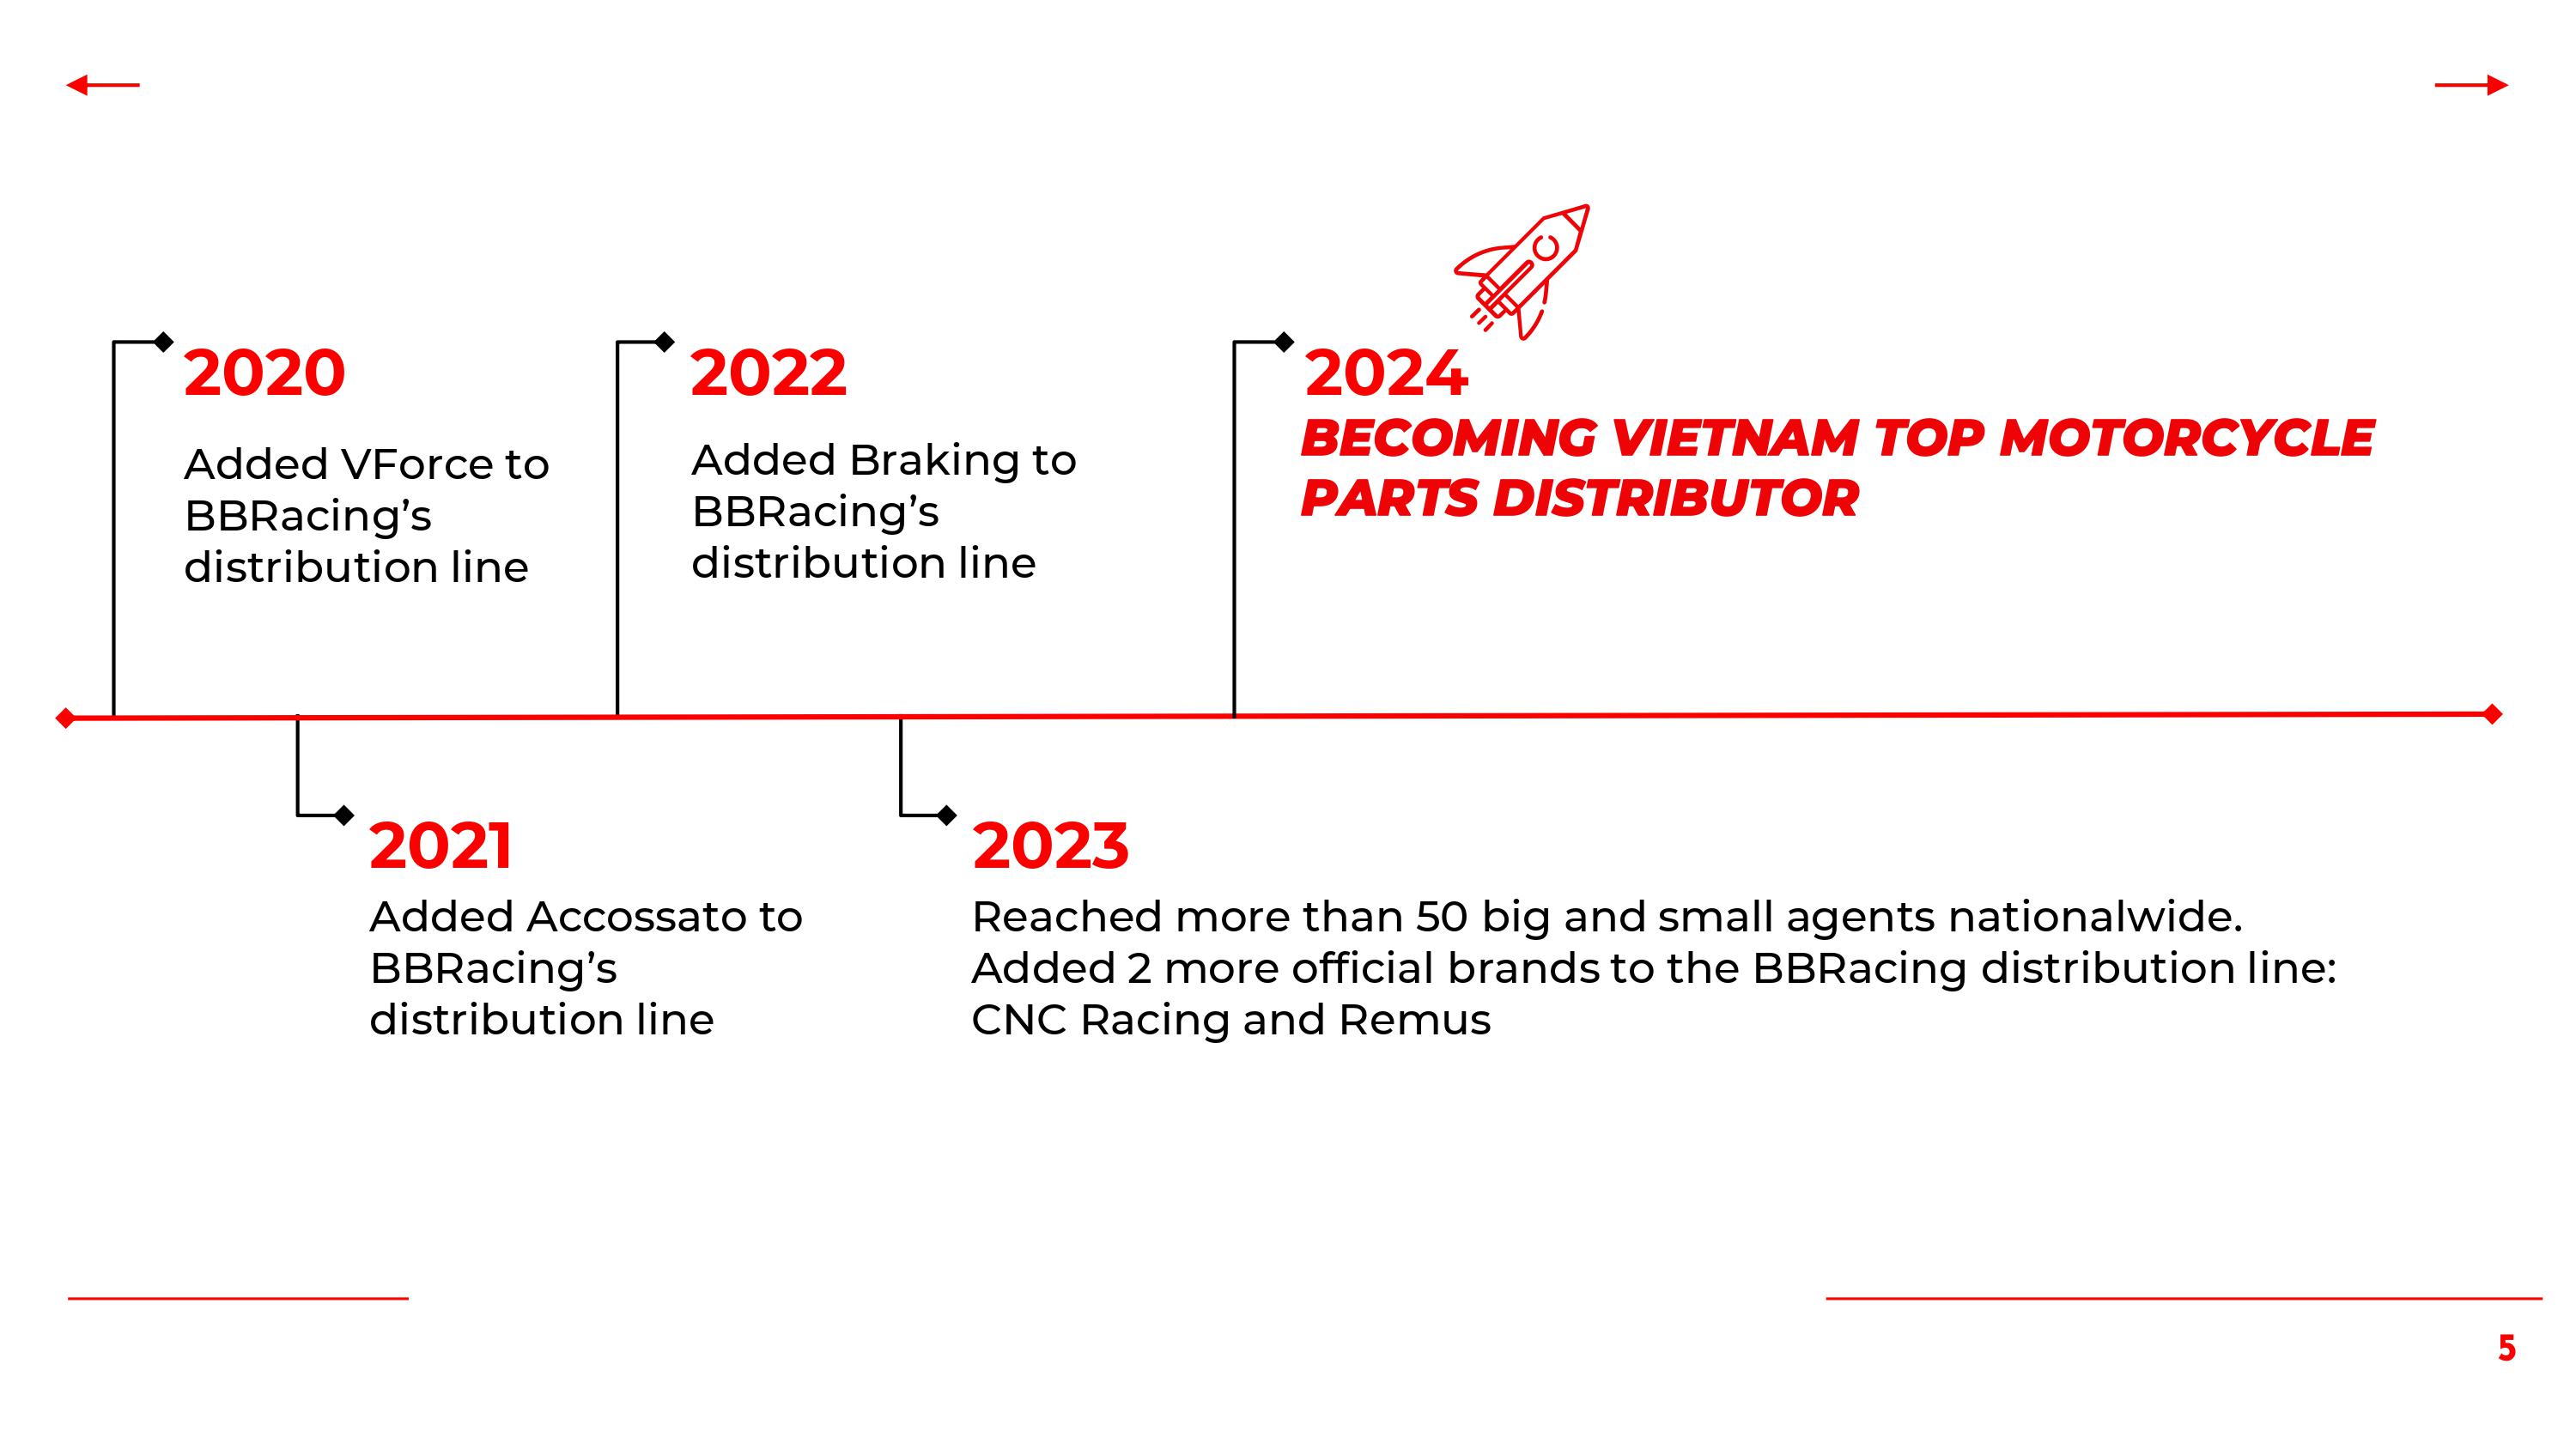 2020
Added VForce to
BBRacing’s
distribution line
2022
Added Braking to
BBRacing’s
distribution line
2024
BECOMING VIETNAM TOP MOTORCYCLE
PARTS DISTRIBUTOR
2021
Added Accossato to
BBRacing’s
distribution line
2023
Reached more than 50 big and small agents nationalwide.
Added 2 more official brands to the BBRacing distribution line:
CNC Racing and Remus
5